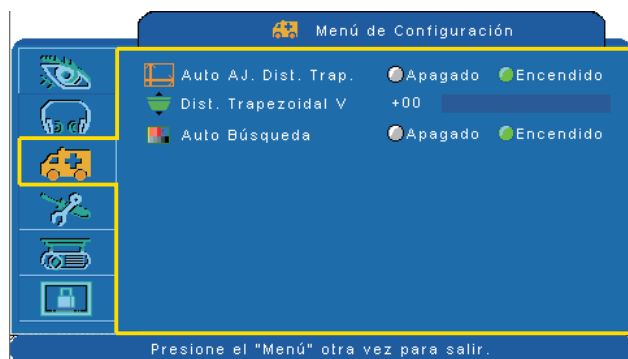 Menú de Configuración
Auto AJ. Dist. Trap. Apagado Encendido
Dist. Trapezoidal V +00
Auto Búsqueda Apagado Encendido
Presione el "Menú" otra vez para salir.